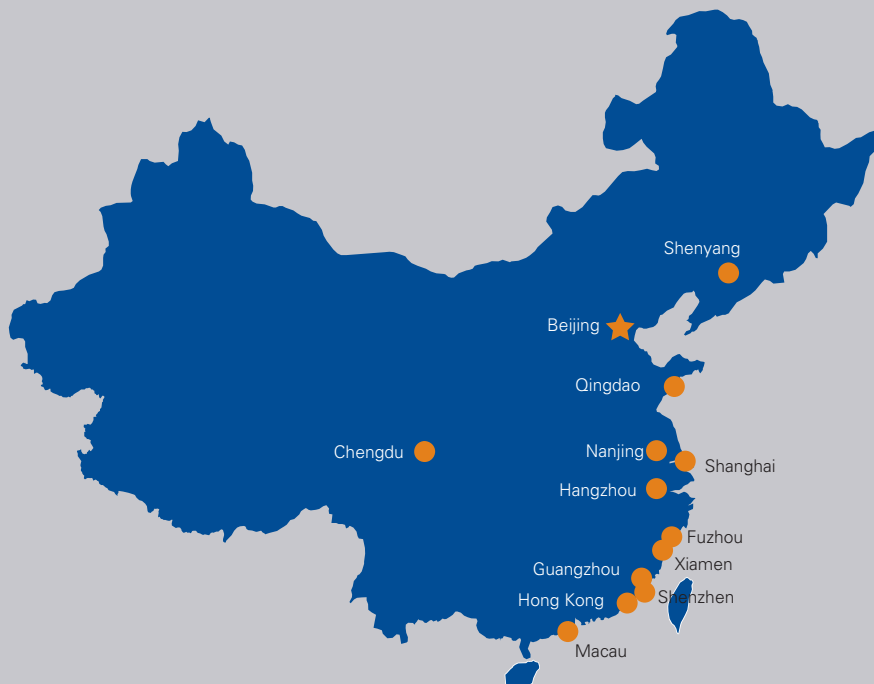 Shenyang
Beijing
Qingdao
Chengdu
Nanjing
Shanghai
Hangzhou
Fuzhou
Xiamen
Guangzhou
Shenzhen
Hong Kong
Macau